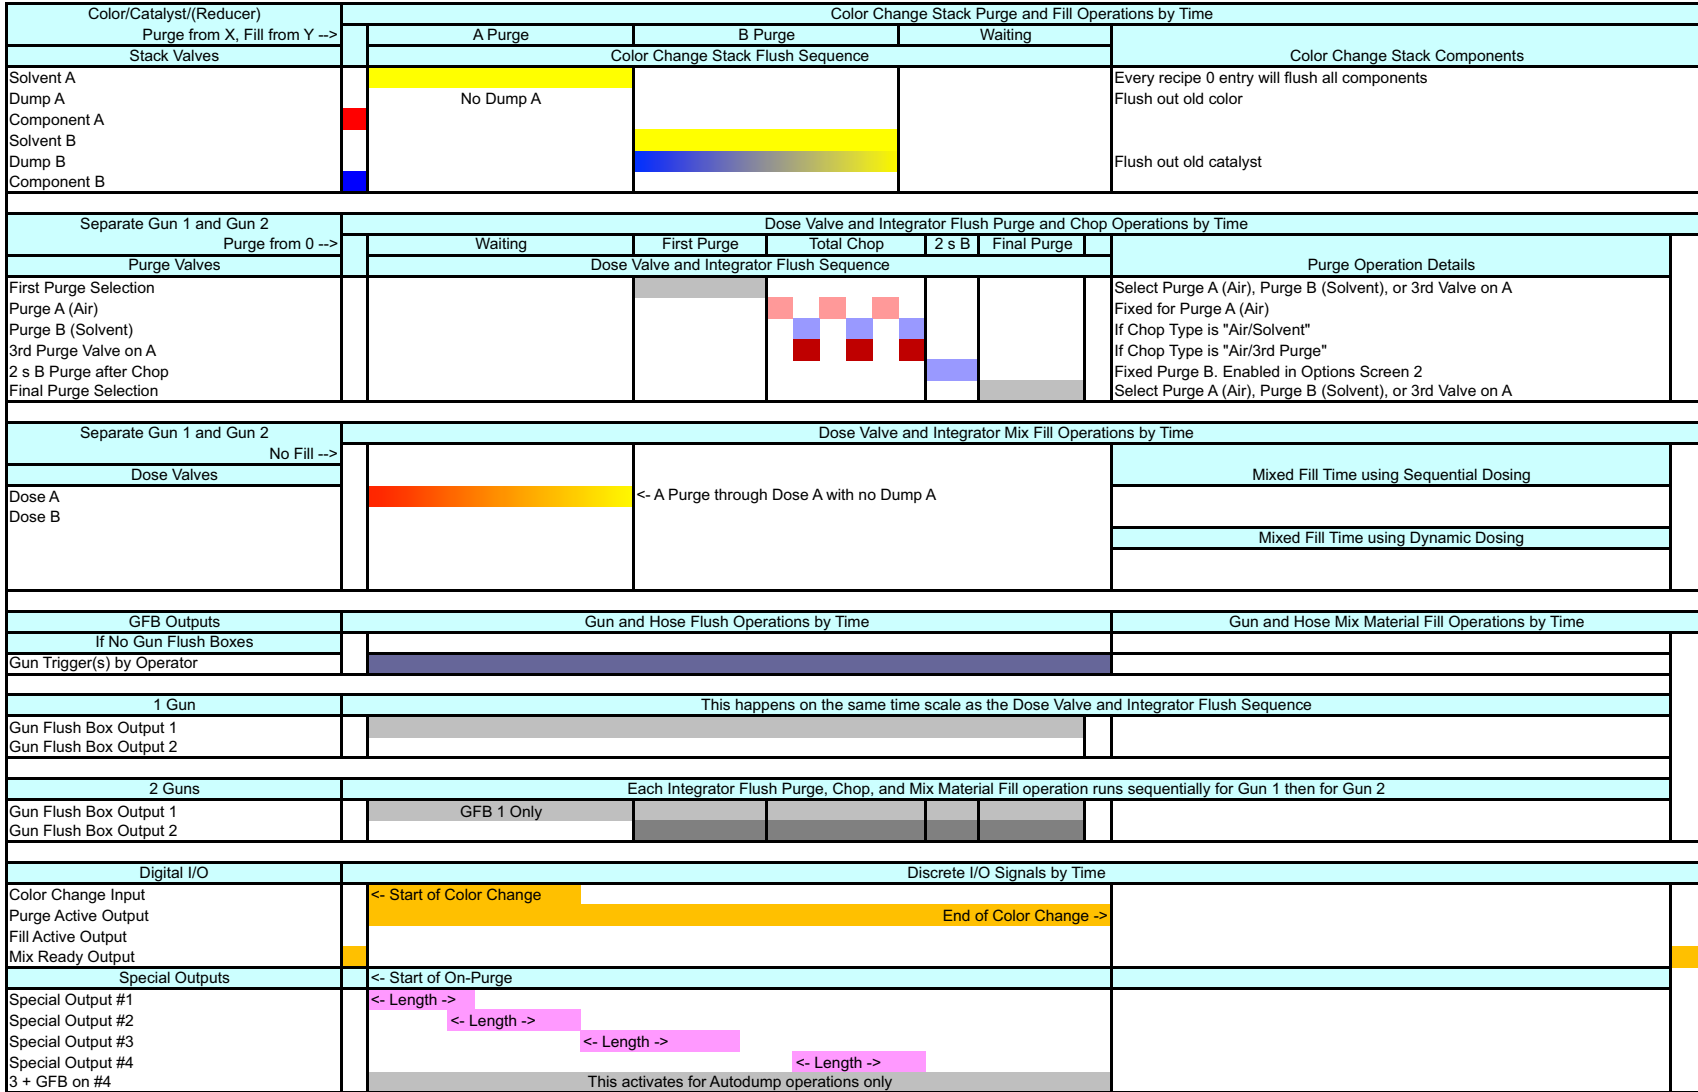 Color/Catalyst/(Reducer)
Color Change Stack Purge and Fill Operations by Time
Purge from X, Fill from Y -->
A Purge
B Purge
Waiting
Stack Valves
Color Change Stack Flush Sequence
Color Change Stack Components
Solvent A
Every recipe 0 entry will flush all components
Dump A
No Dump A
Flush out old color
Component A
Solvent B
Dump B
Flush out old catalyst
Component B
Separate Gun 1 and Gun 2
Dose Valve and Integrator Flush Purge and Chop Operations by Time
Purge from 0 -->
Waiting
First Purge
Total Chop
2 s B
Final Purge
Purge Valves
Dose Valve and Integrator Flush Sequence
Purge Operation Details
First Purge Selection
Select Purge A (Air), Purge B (Solvent), or 3rd Valve on A
Purge A (Air)
Fixed for Purge A (Air)
Purge B (Solvent)
If Chop Type is "Air/Solvent"
3rd Purge Valve on A
If Chop Type is "Air/3rd Purge"
2 s B Purge after Chop
Fixed Purge B. Enabled in Options Screen 2
Final Purge Selection
Select Purge A (Air), Purge B (Solvent), or 3rd Valve on A
Separate Gun 1 and Gun 2
Dose Valve and Integrator Mix Fill Operations by Time
No Fill -->
Dose Valves
Mixed Fill Time using Sequential Dosing
Dose A
<- A Purge through Dose A with no Dump A
Dose B
Mixed Fill Time using Dynamic Dosing
GFB Outputs
Gun and Hose Flush Operations by Time
Gun and Hose Mix Material Fill Operations by Time
If No Gun Flush Boxes
Gun Trigger(s) by Operator
1 Gun
This happens on the same time scale as the Dose Valve and Integrator Flush Sequence
Gun Flush Box Output 1
Gun Flush Box Output 2
2 Guns
Each Integrator Flush Purge, Chop, and Mix Material Fill operation runs sequentially for Gun 1 then for Gun 2
Gun Flush Box Output 1
GFB 1 Only
Gun Flush Box Output 2
Digital I/O
Discrete I/O Signals by Time
Color Change Input
<- Start of Color Change
Purge Active Output
End of Color Change ->
Fill Active Output
Mix Ready Output
Special Outputs
<- Start of On-Purge
Special Output #1
<- Length ->
Special Output #2
<- Length ->
Special Output #3
<- Length ->
Special Output #4
<- Length ->
3 + GFB on #4
This activates for Autodump operations only